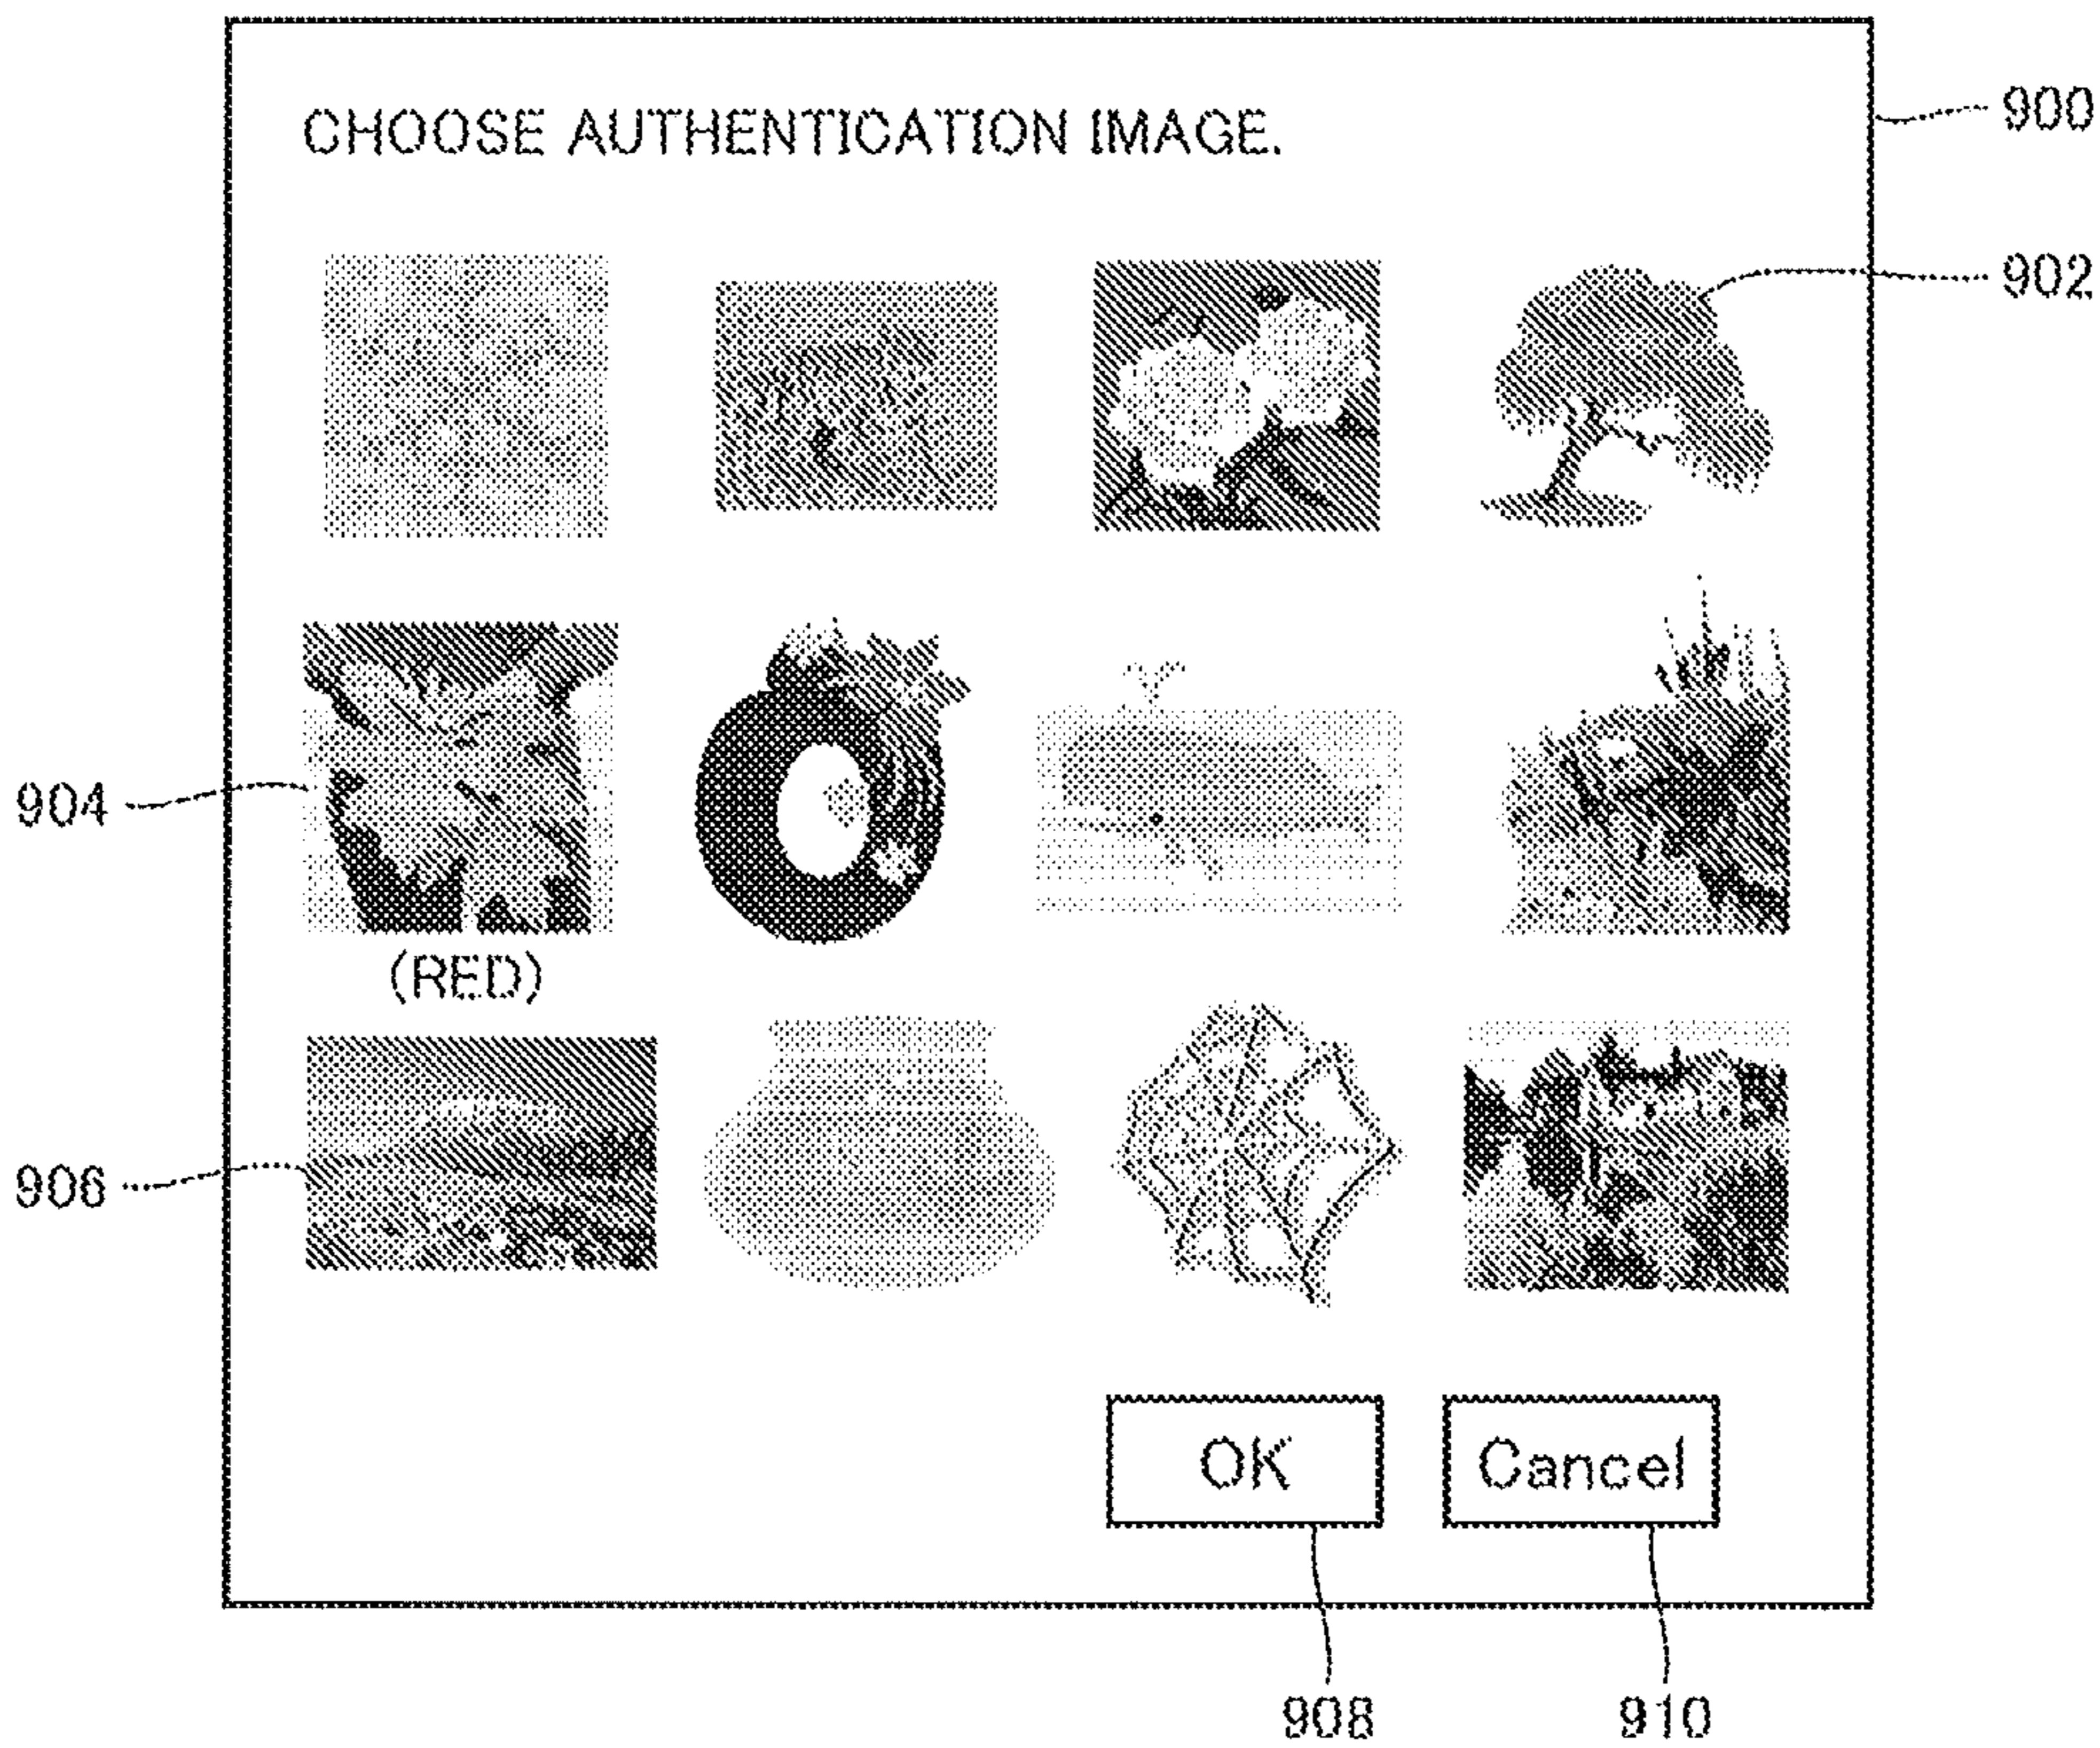 CHOOSE AUTHENTICATION IMAGE.
900
902
904
(RED)
906
OK
Cancel
908
910